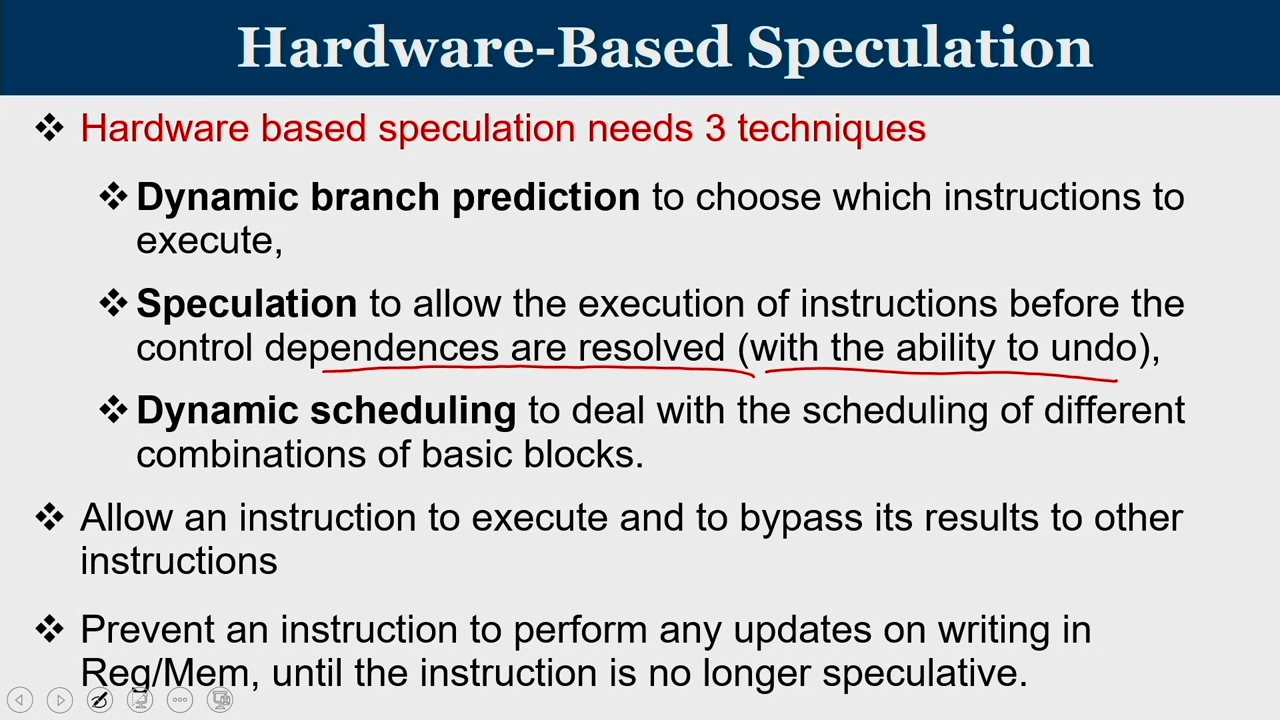 Hardware-Based Speculation
❖ Hardware based speculation needs 3 techniques
❖ Dynamic branch prediction to choose which instructions to
execute,
❖ Speculation to allow the execution of instructions before the
control dependences are resolved (with the ability to undo),
❖ Dynamic scheduling to deal with the scheduling of different
combinations of basic blocks.
❖ Allow an instruction to execute and to bypass its results to other
instructions
❖ Prevent an instruction to perform any updates on writing in
Reg/Mem, until the instruction is no longer speculative.